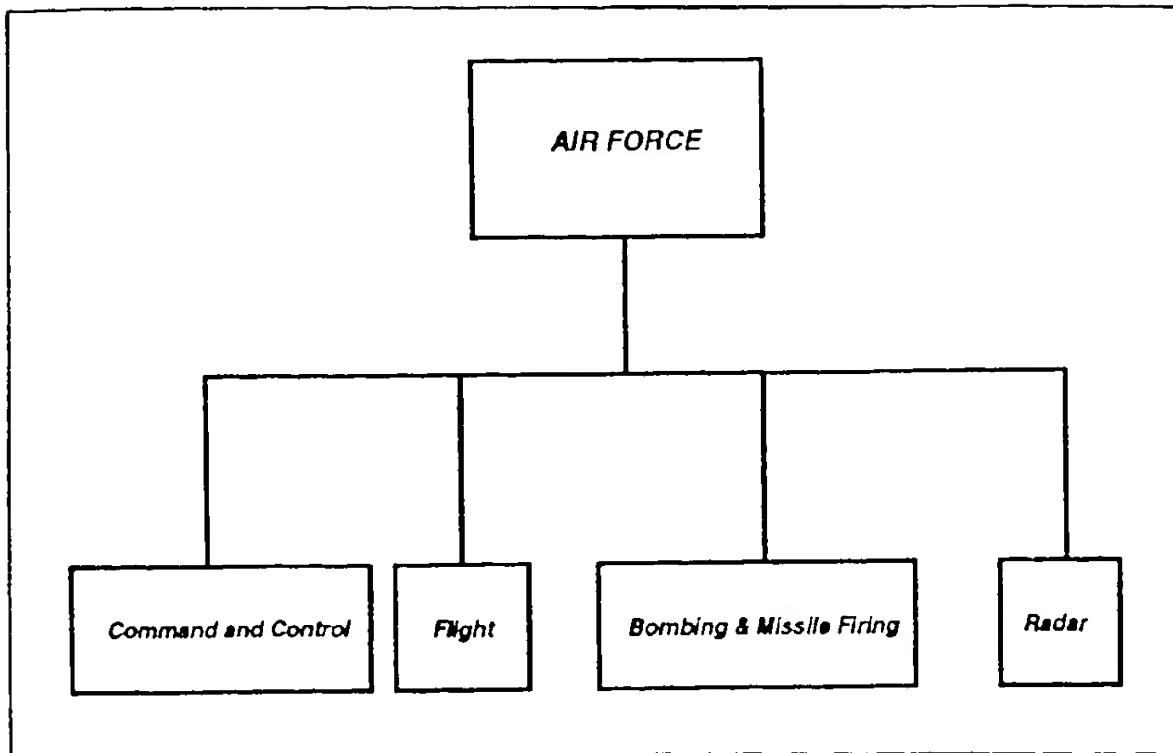 AIR FORCE
Command and Control
Flight
Bombing & Missile Firing
Radar